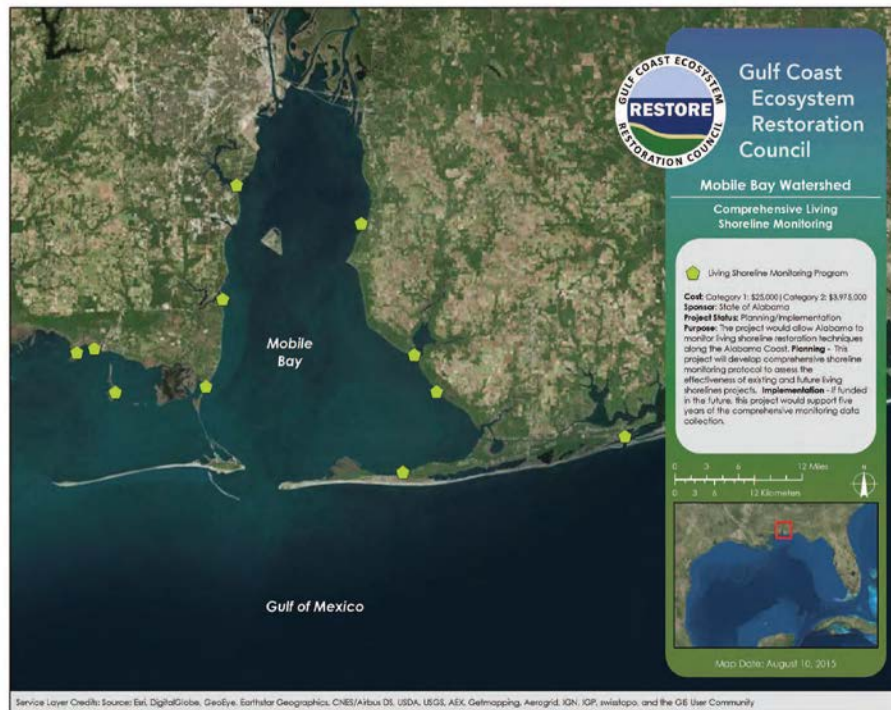 GULF COAST ECOSYSTEM
RESTORE
RESTORATION COUNCIL
Gulf Coast
Ecosystem
Restoration
Council
Mobile Bay Watershed
Comprehensive Living
Shoreline Monitoring
Living Shoreline Monitoring Program
Cost: Category 1: $25,000 | Category 2: $3,975,000
Sponsor: State of Alabama
Project Status: Planning/Implementation
Purpose: The project would allow Alabama to
monitor living shoreline restoration techniques
along the Alabama Coast. Planning - This
project will develop comprehensive shoreline
monitoring protocol to assess the
effectiveness of existing and future living
shorelines projects. Implementation - If funded
in the future, this project would support five
years of the comprehensive monitoring data
collection.
0 3 6 12 Miles
0 3 6 12 Kilometers
N
Mobile
Bay
Gulf of Mexico
Map Date: August 10, 2015
Service Layer Credits: Source: Esri, DigitalGlobe, GeoEye, Earthstar Geographics, CNES/Airbus DS, USDA, USGS, AEX, Getmapping, Aerogrid, IGN, IGP, swisstopo, and the GIS User Community